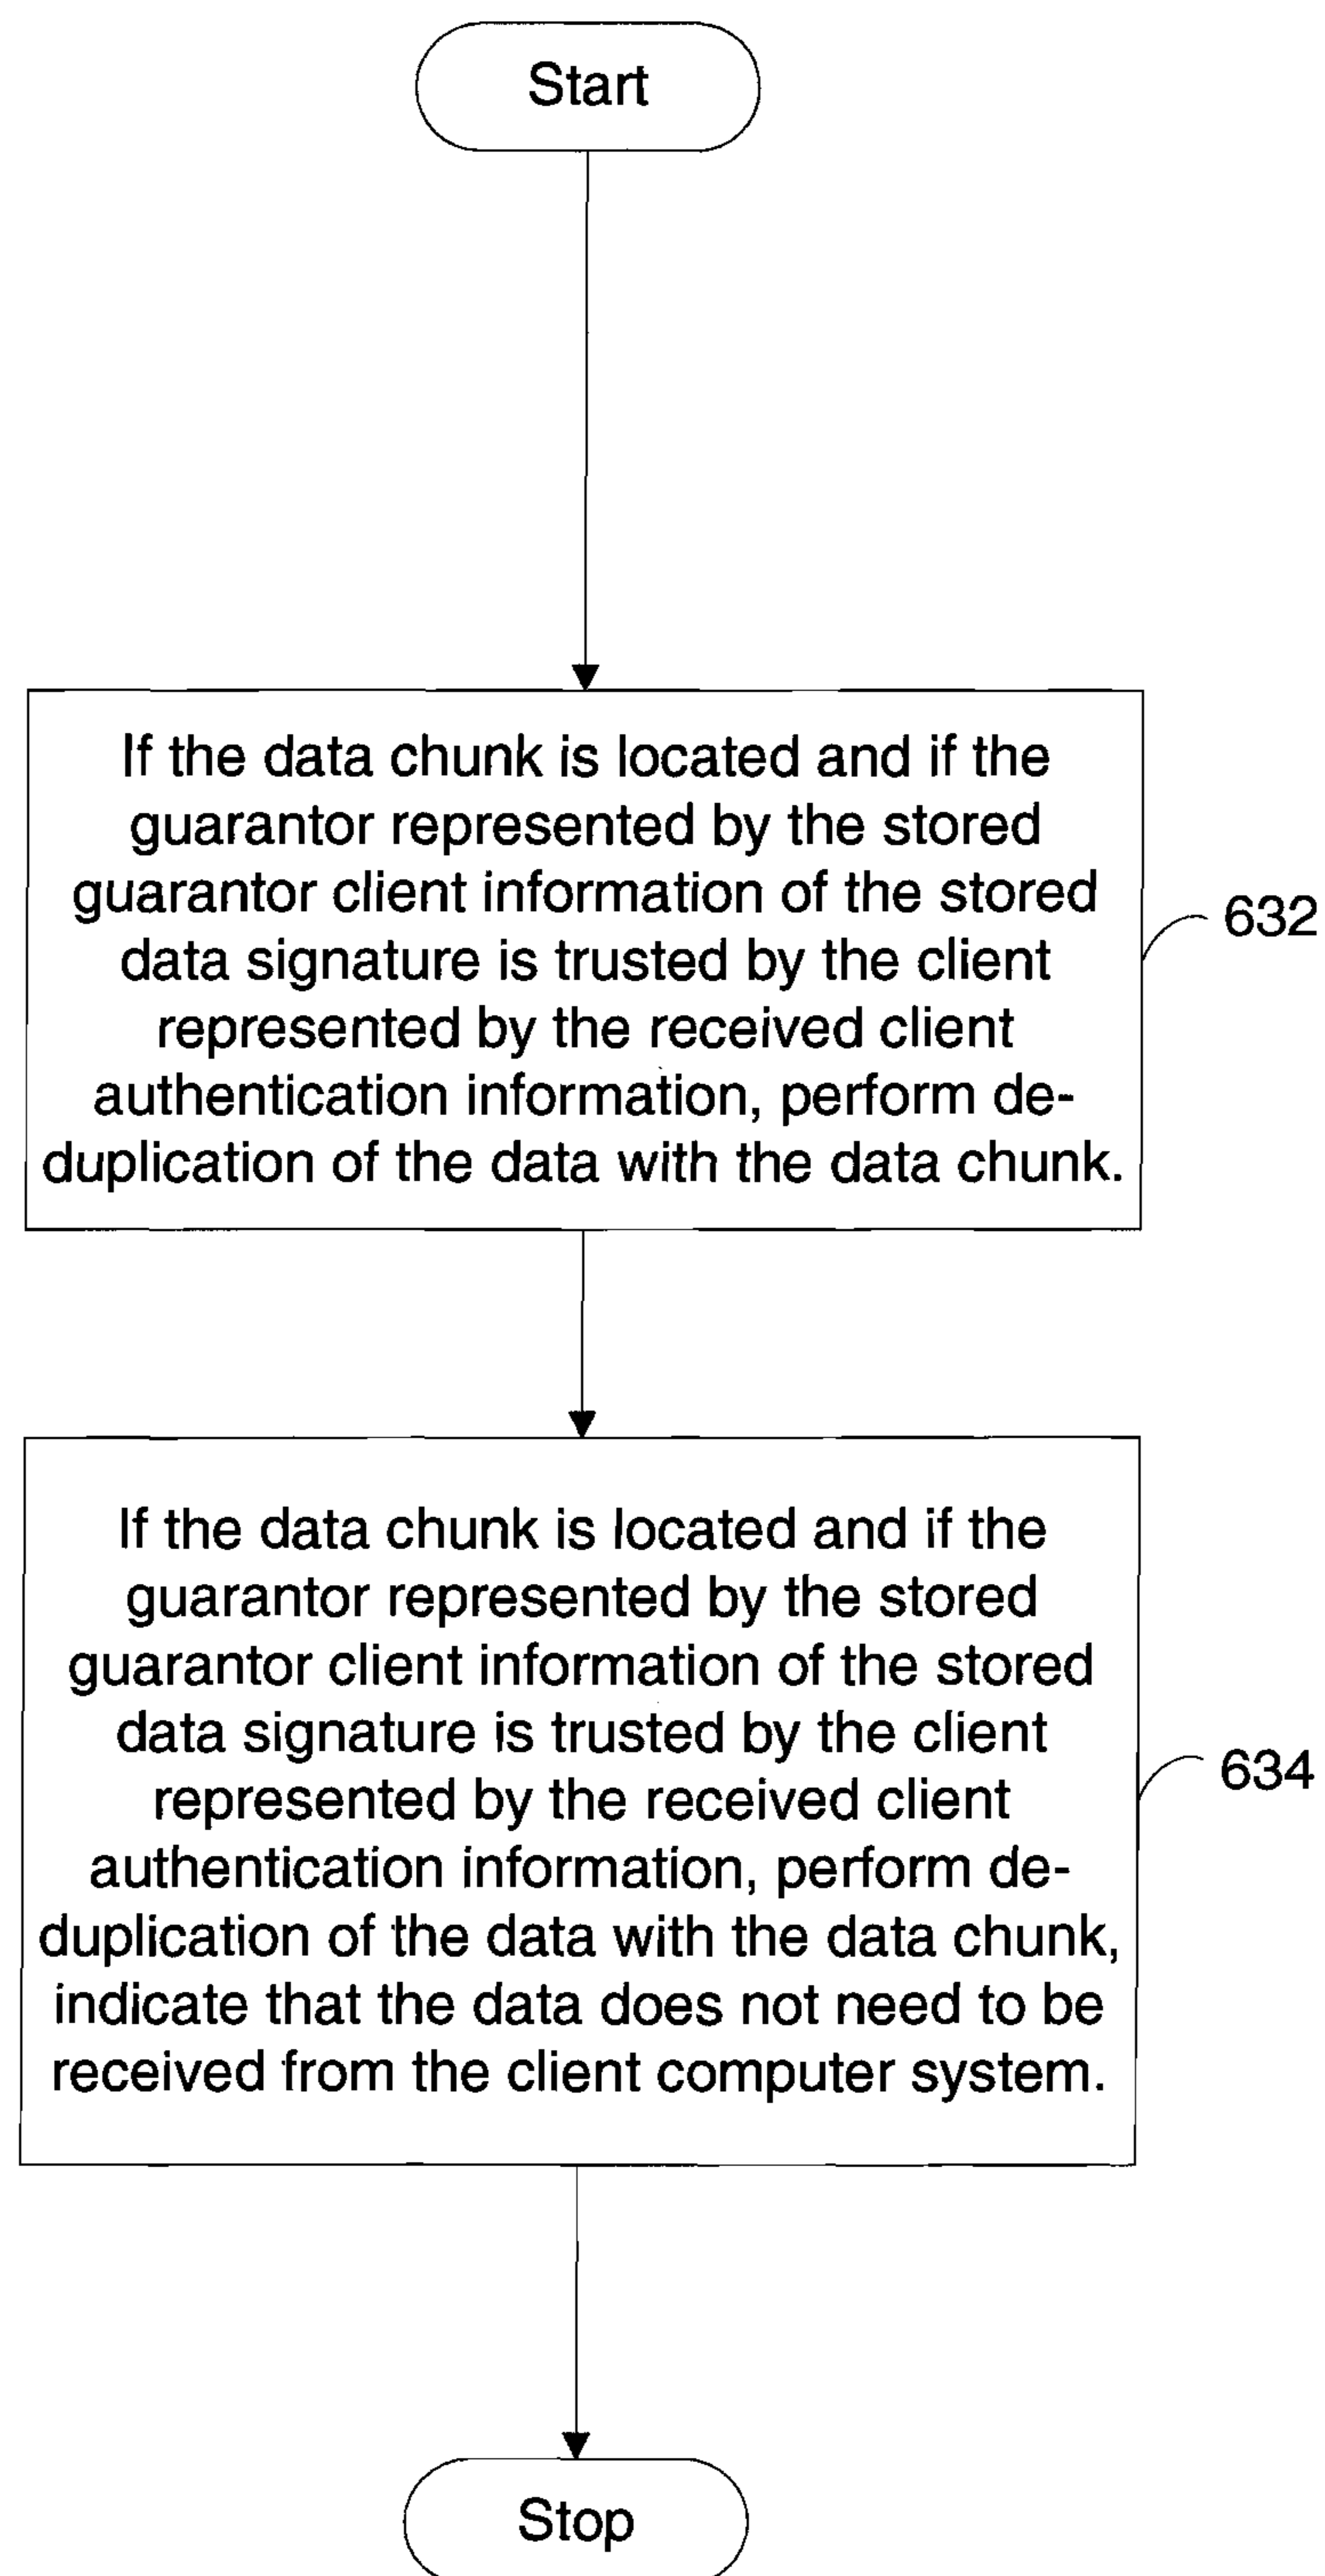 Start
If the data chunk is located and if the
guarantor represented by the stored
guarantor client information of the stored
data signature is trusted by the client
represented by the received client
authentication information, perform de-
duplication of the data with the data chunk.
632
If the data chunk is located and if the
guarantor represented by the stored
guarantor client information of the stored
data signature is trusted by the client
represented by the received client
authentication information, perform de-
duplication of the data with the data chunk,
indicate that the data does not need to be
received from the client computer system.
634
Stop